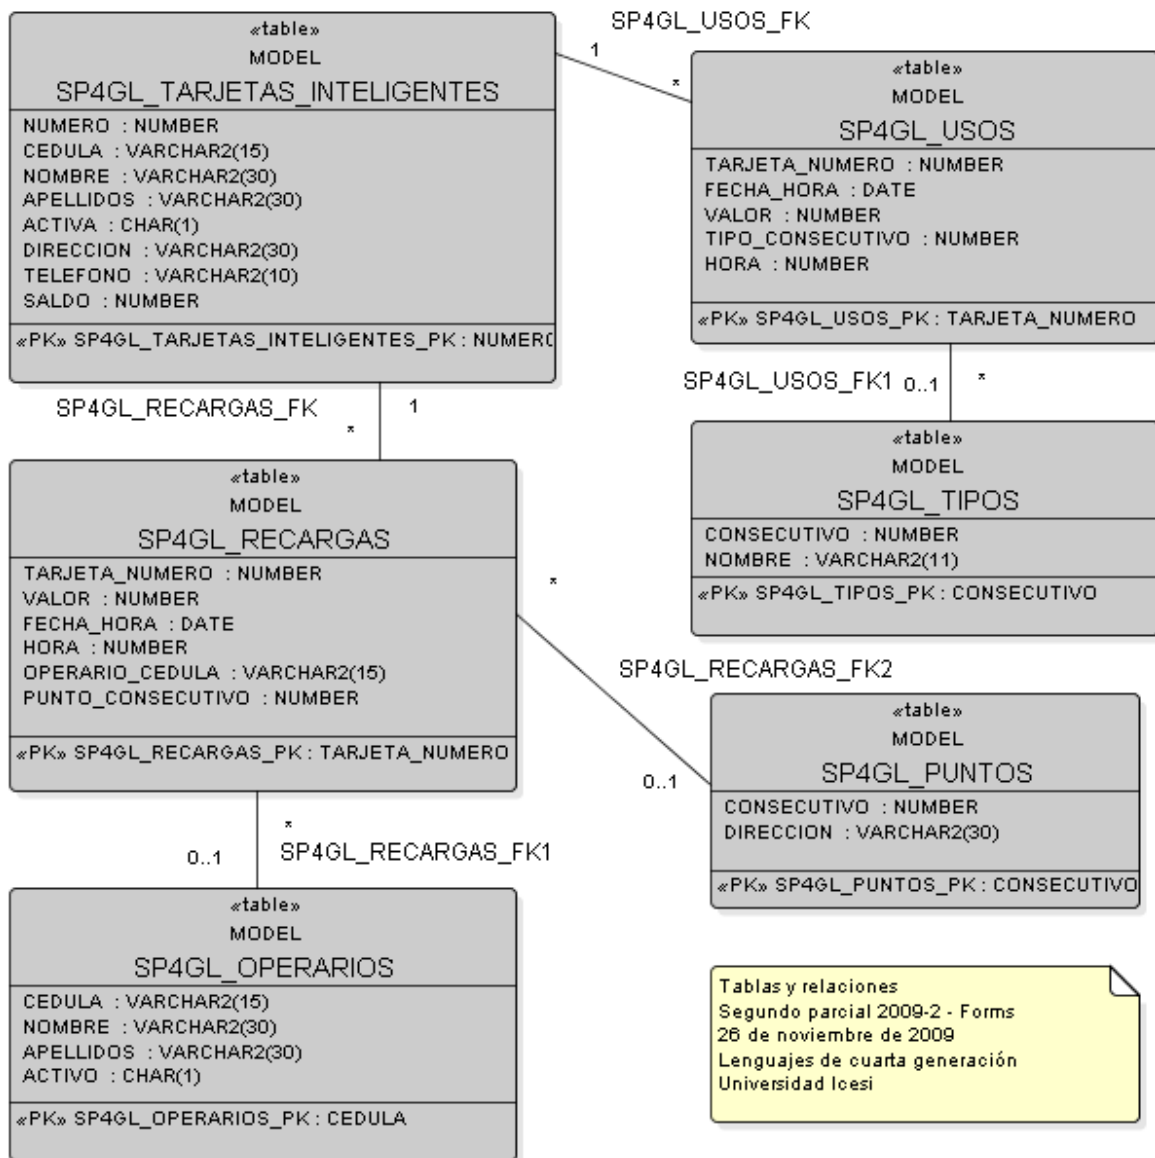 «table»
MODEL
SP4GL_TARJETAS_INTELIGENTES
NUMERO : NUMBER
CEDULA : VARCHAR2(15)
NOMBRE : VARCHAR2(30)
APELLIDOS : VARCHAR2(30)
ACTIVA : CHAR(1)
DIRECCION : VARCHAR2(30)
TELEFONO : VARCHAR2(10)
SALDO : NUMBER
«PK» SP4GL_TARJETAS_INTELIGENTES_PK : NUMERO
SP4GL_USOS_FK
1
*
«table»
MODEL
SP4GL_USOS
TARJETA_NUMERO : NUMBER
FECHA_HORA : DATE
VALOR : NUMBER
TIPO_CONSECUTIVO : NUMBER
HORA : NUMBER
«PK» SP4GL_USOS_PK : TARJETA_NUMERO
SP4GL_USOS_FK1
0..1
*
SP4GL_RECARGAS_FK
1
*
«table»
MODEL
SP4GL_TIPOS
CONSECUTIVO : NUMBER
NOMBRE : VARCHAR2(11)
«PK» SP4GL_TIPOS_PK : CONSECUTIVO
«table»
MODEL
SP4GL_RECARGAS
TARJETA_NUMERO : NUMBER
VALOR : NUMBER
FECHA_HORA : DATE
HORA : NUMBER
OPERARIO_CEDULA : VARCHAR2(15)
PUNTO_CONSECUTIVO : NUMBER
«PK» SP4GL_RECARGAS_PK : TARJETA_NUMERO
*
SP4GL_RECARGAS_FK2
0..1
«table»
MODEL
SP4GL_PUNTOS
CONSECUTIVO : NUMBER
DIRECCION : VARCHAR2(30)
«PK» SP4GL_PUNTOS_PK : CONSECUTIVO
*
0..1
SP4GL_RECARGAS_FK1
«table»
MODEL
SP4GL_OPERARIOS
CEDULA : VARCHAR2(15)
NOMBRE : VARCHAR2(30)
APELLIDOS : VARCHAR2(30)
ACTIVO : CHAR(1)
«PK» SP4GL_OPERARIOS_PK : CEDULA
Tablas y relaciones
Segundo parcial 2009-2 - Forms
26 de noviembre de 2009
Lenguajes de cuarta generación
Universidad Icesi